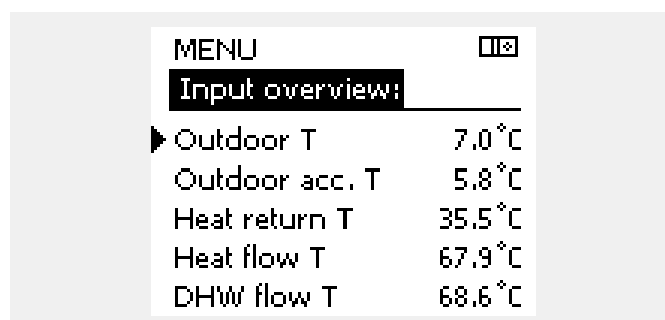 MENU
Input overview:
Outdoor T 7.0°C
Outdoor acc. T 5.8°C
Heat return T 35.5°C
Heat flow T 67.9°C
DHW flow T 68.6°C